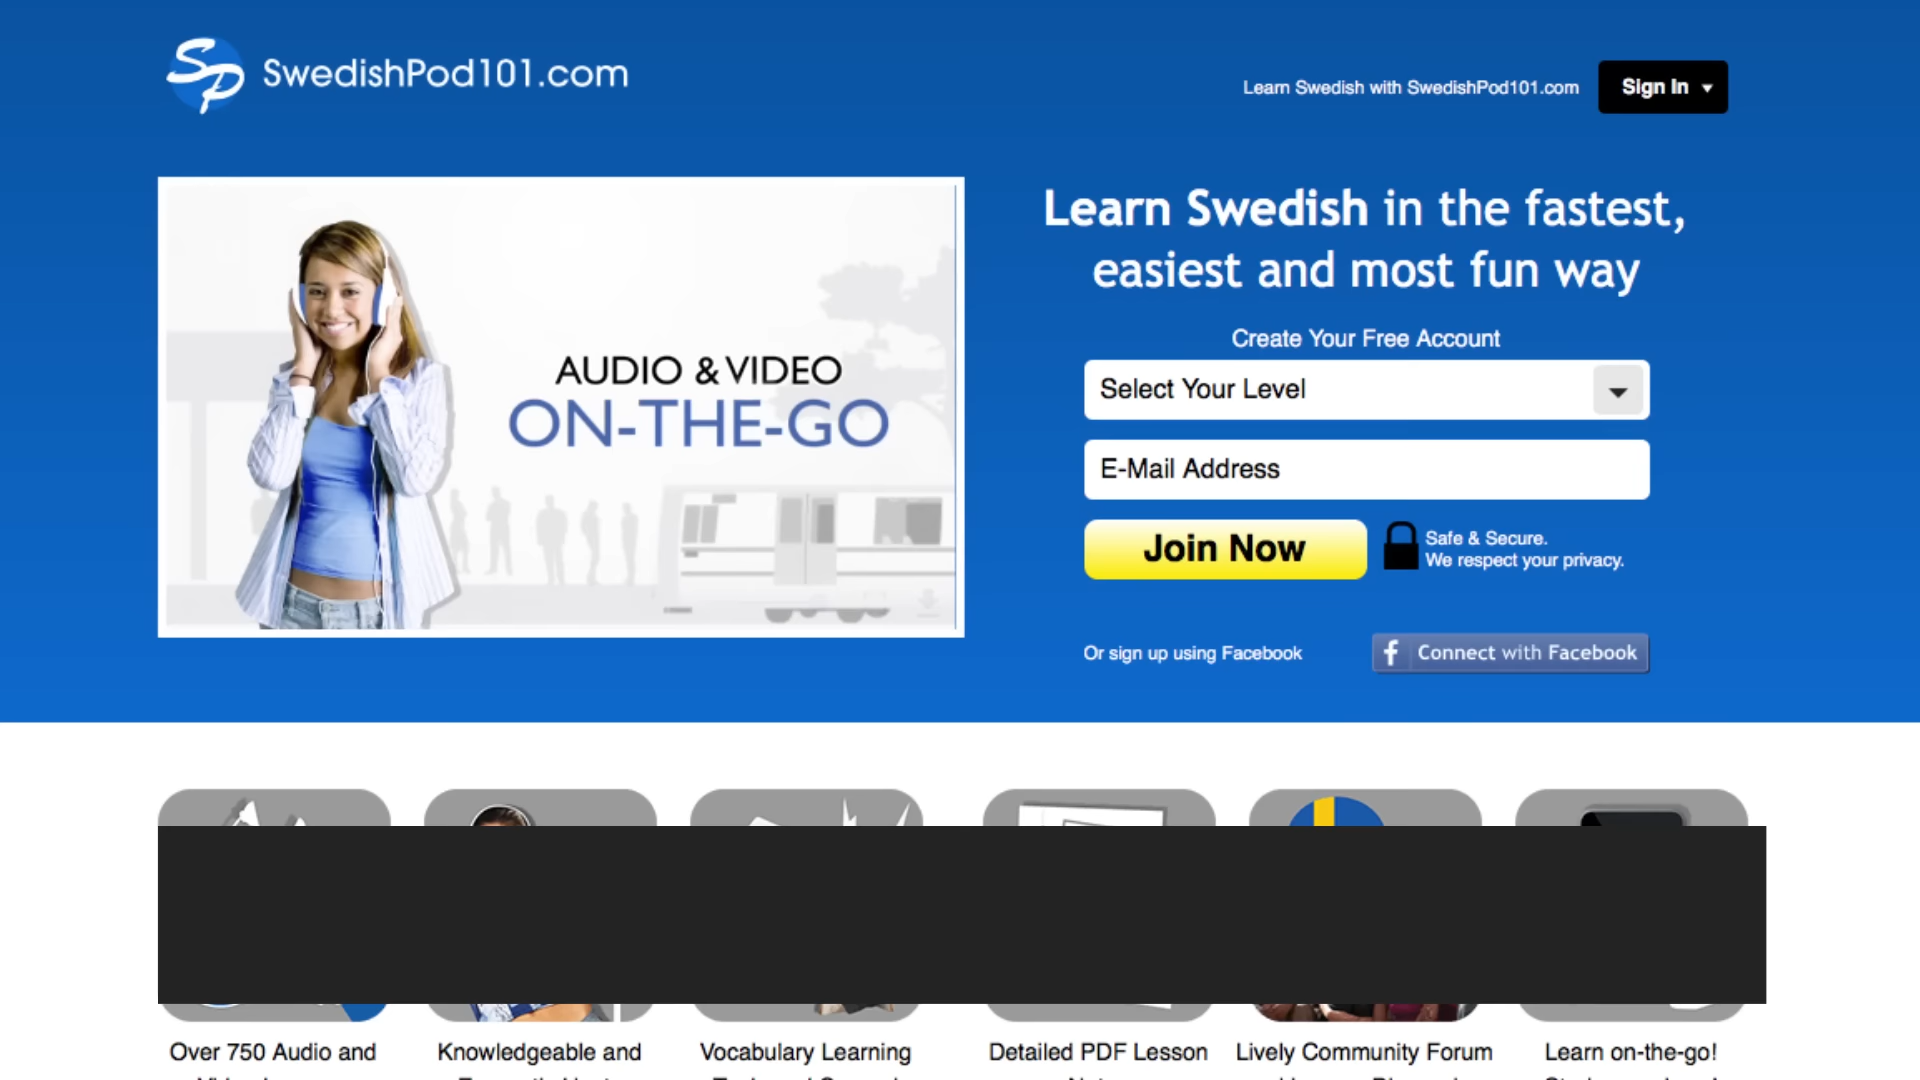 SP SwedishPod101.com
Learn Swedish with SwedishPod101.com
Sign In
AUDIO & VIDEO
ON-THE-GO
Learn Swedish in the fastest,
easiest and most fun way
Create Your Free Account
Select Your Level
E-Mail Address
Join Now
Safe & Secure.
We respect your privacy.
Or sign up using Facebook
f Connect with Facebook
Over 750 Audio and
Knowledgeable and
Vocabulary Learning
Detailed PDF Lesson
Lively Community Forum
Learn on-the-go!